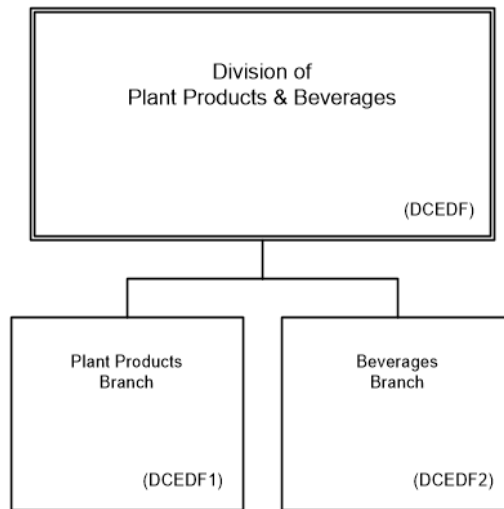 Division of
Plant Products & Beverages
(DCEDF)
Plant Products
Branch
(DCEDF1)
Beverages
Branch
(DCEDF2)